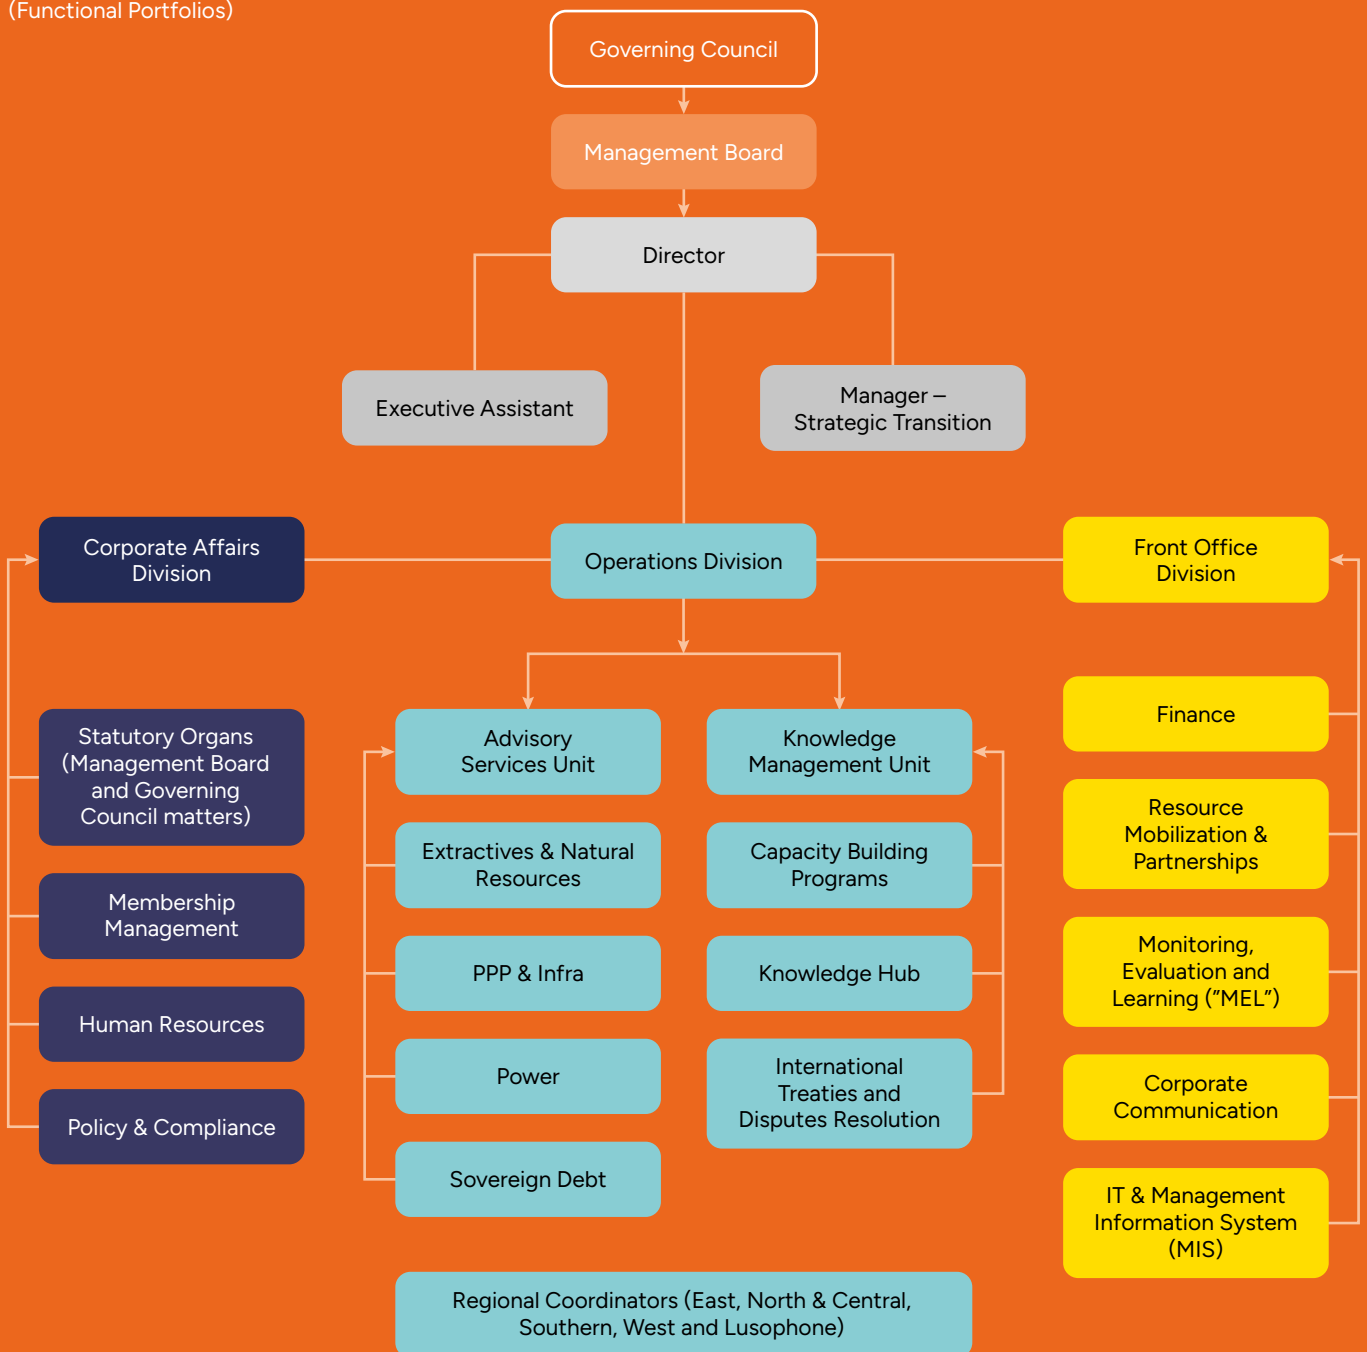 (Functional Portfolios)
Governing Council
Management Board
Director
Executive Assistant
Manager –
Strategic Transition
Corporate Affairs
Division
Operations Division
Front Office
Division
Statutory Organs
(Management Board
and Governing
Council matters)
Membership
Management
Human Resources
Policy & Compliance
Advisory
Services Unit
Extractives & Natural
Resources
PPP & Infra
Power
Sovereign Debt
Knowledge
Management Unit
Capacity Building
Programs
Knowledge Hub
International
Treaties and
Disputes Resolution
Finance
Resource
Mobilization &
Partnerships
Monitoring,
Evaluation and
Learning (”MEL”)
Corporate
Communication
IT & Management
Information System
(MIS)
Regional Coordinators (East, North & Central,
Southern, West and Lusophone)